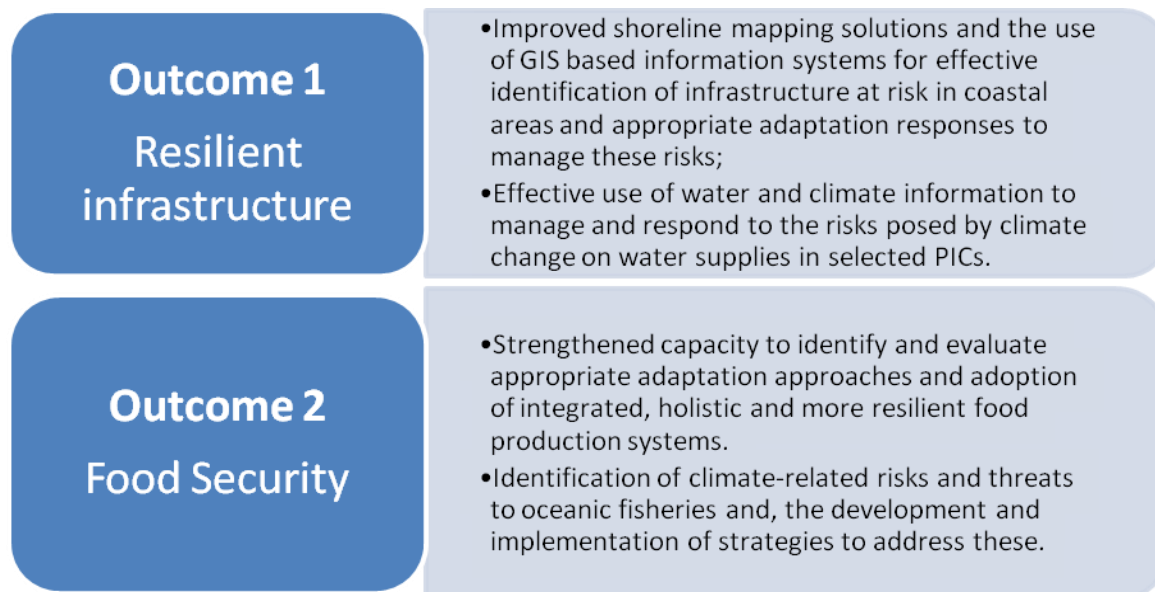 Outcome 1
Resilient
infrastructure
•Improved shoreline mapping solutions and the use
of GIS based information systems for effective
identification of infrastructure at risk in coastal
areas and appropriate adaptation responses to
manage these risks;
•Effective use of water and climate information to
manage and respond to the risks posed by climate
change on water supplies in selected PICs.
Outcome 2
Food Security
•Strengthened capacity to identify and evaluate
appropriate adaptation approaches and adoption
of integrated, holistic and more resilient food
production systems.
•Identification of climate-related risks and threats
to oceanic fisheries and, the development and
implementation of strategies to address these.